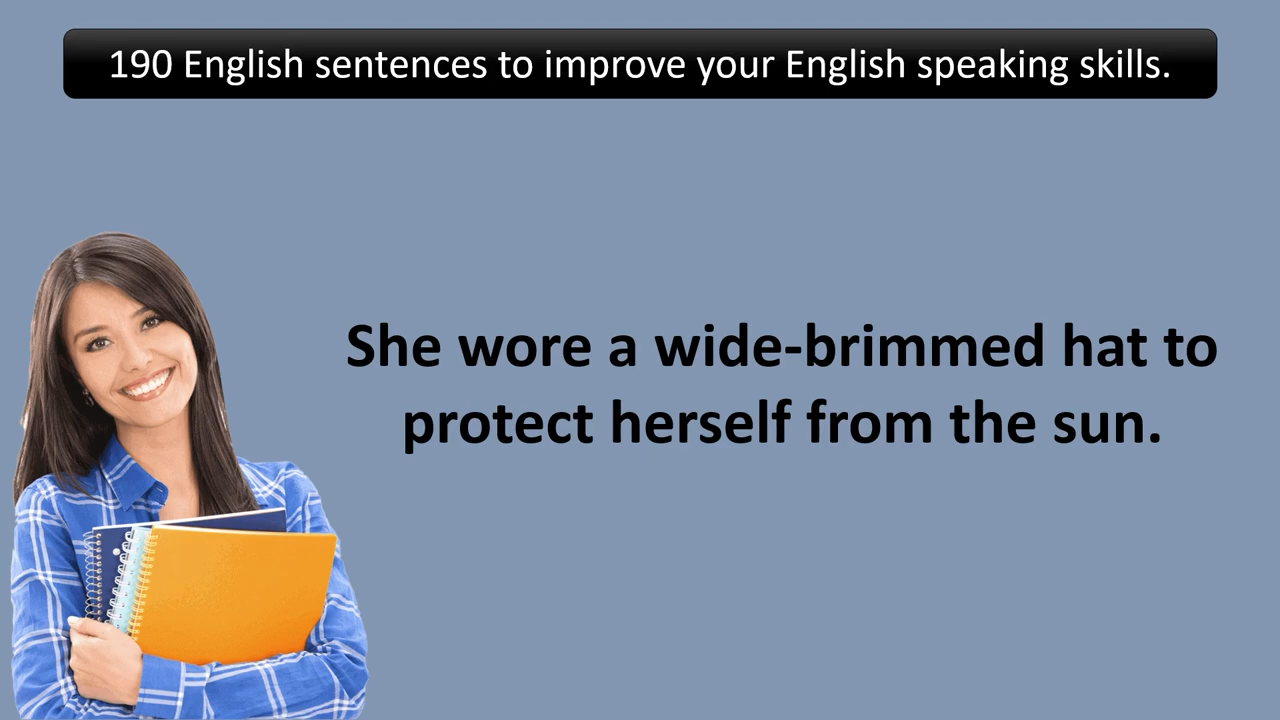 190 English sentences to improve your English speaking skills.
She wore a wide-brimmed hat to
protect herself from the sun.